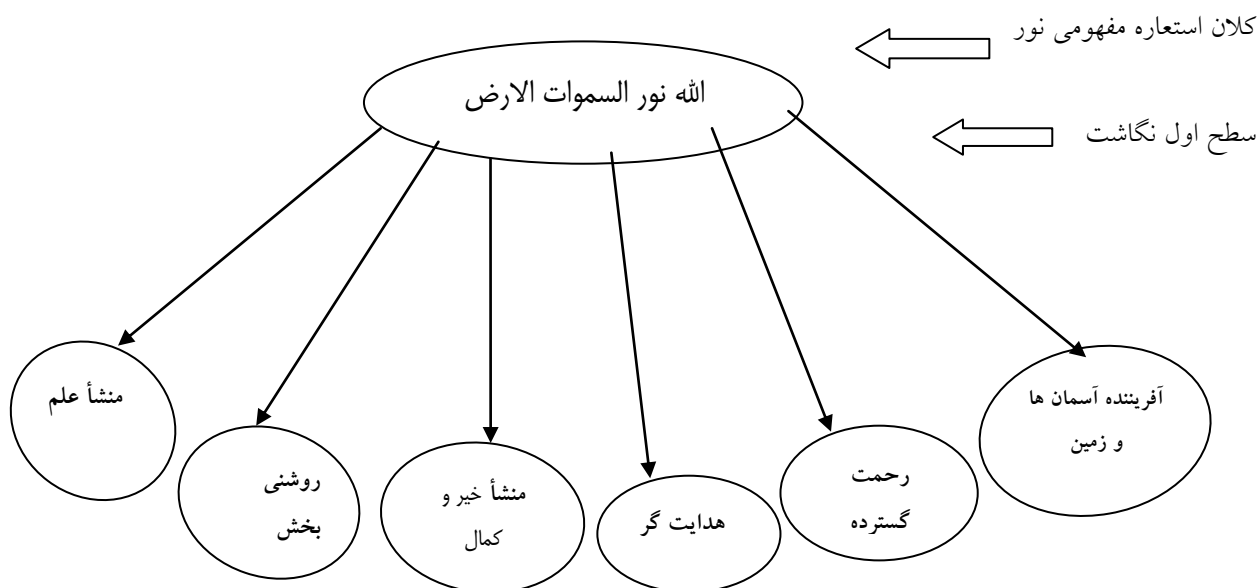 کلان استعاره مفهومی نور
الله نور السموات الارض
سطح اول نگاشت
آفریننده آسمان ها
و زمین
رحمت
گسترده
هدایت گر
منشأ خیر و
کمال
روشنی
بخش
منشأ علم